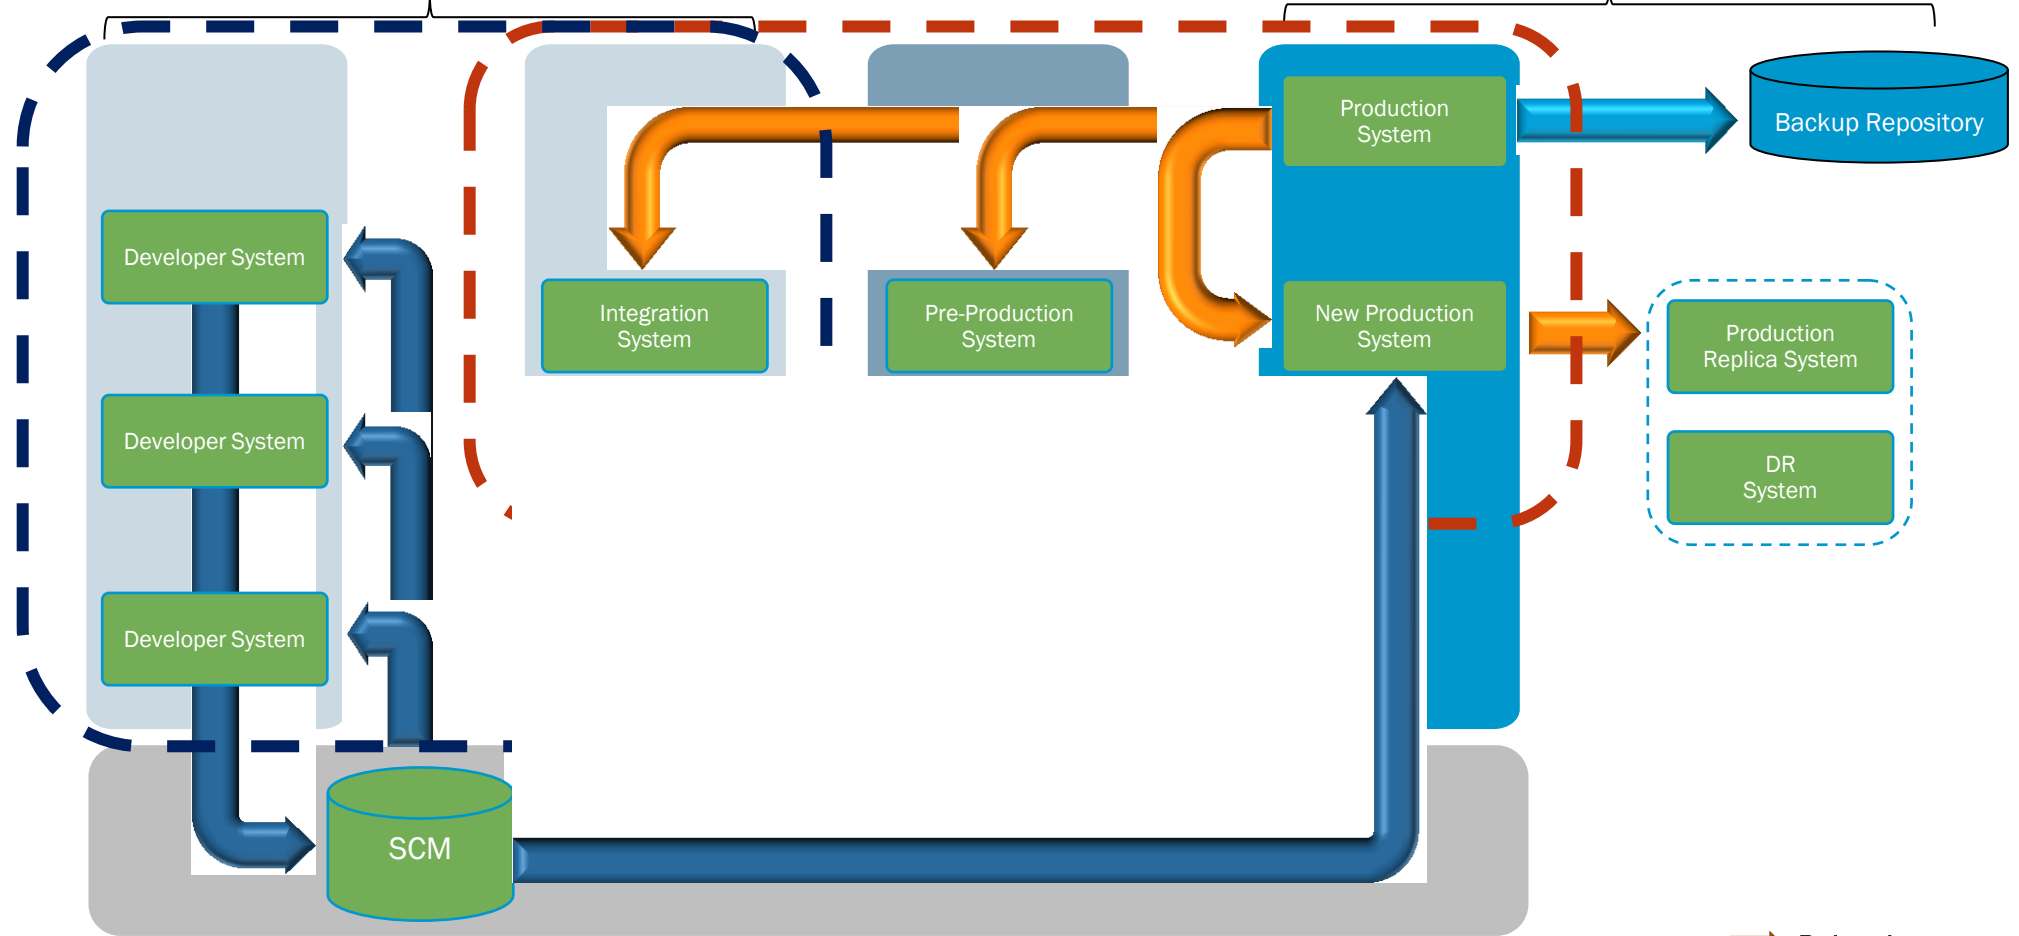 Production
System
Backup Repository
Developer System
Integration
System
Pre-Production
System
New Production
System
Production
Replica System
Developer System
DR
System
Developer System
SCM